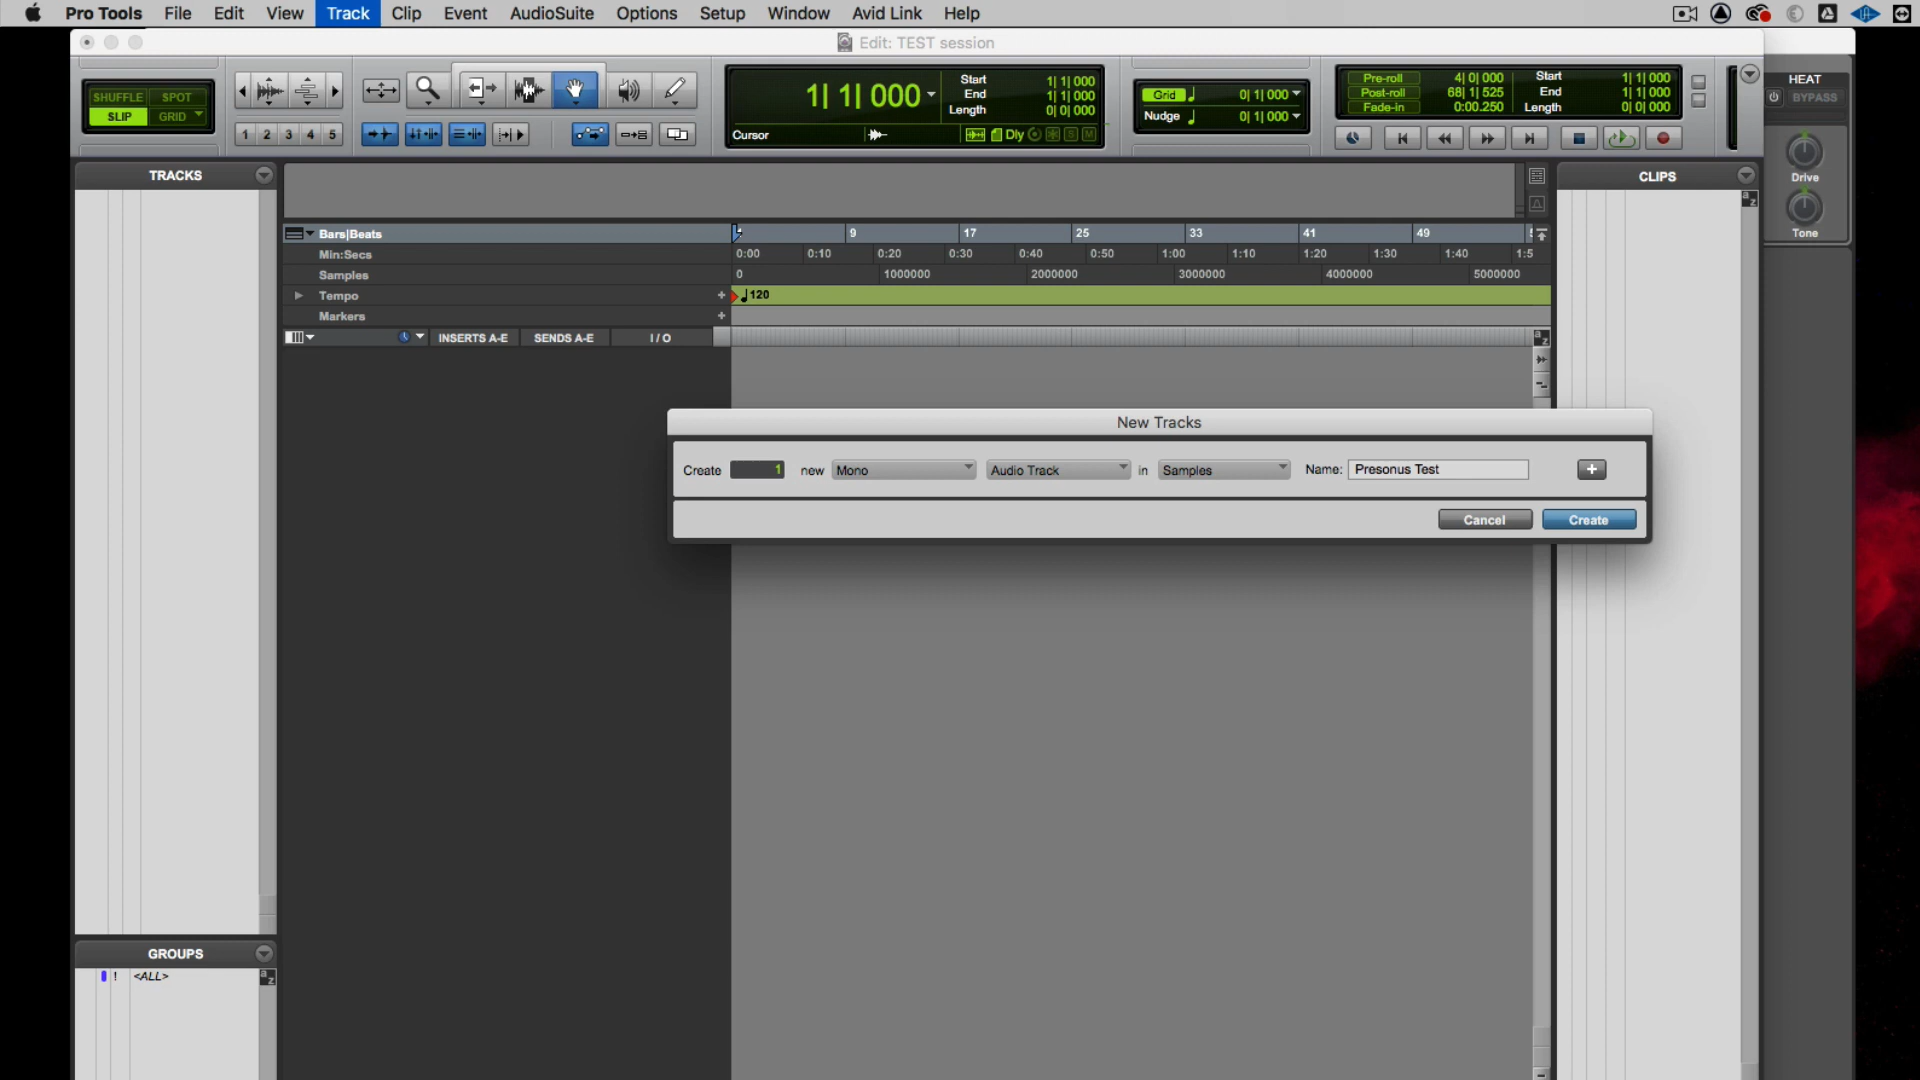 Pro Tools File Edit View Track Clip Event AudioSuite Options Setup Window Avid Link Help
Edit: TEST session
SHUFFLE SPOT
SLIP GRID
1 2 3 4 5
1| 1| 000
Start 1| 1| 000
End 1| 1| 000
Length 0| 0| 000
Cursor
Dly S M
Grid 0| 1| 000
Nudge 0| 1| 000
Pre-roll 4| 0| 000
Post-roll 68| 1| 525
Fade-in 0:00.250
Start 1| 1| 000
End 1| 1| 000
Length 0| 0| 000
HEAT
BYPASS
Drive
Tone
TRACKS
CLIPS
a z
Bars|Beats 9 17 25 33 41 49
Min:Secs 0:00 0:10 0:20 0:30 0:40 0:50 1:00 1:10 1:20 1:30 1:40 1:5
Samples 0 1000000 2000000 3000000 4000000 5000000
Tempo + 120
Markers +
INSERTS A-E SENDS A-E I / O
a z
New Tracks
Create 1 new Mono Audio Track in Samples Name: Presonus Test +
Cancel Create
GROUPS
! <ALL>
a z